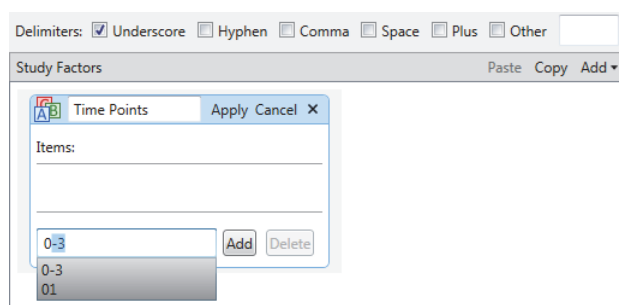 Delimiters: Underscore Hyphen Comma Space Plus Other
Study Factors Paste Copy Add
Time Points Apply Cancel
Items:
0-3 Add Delete
0-3
01